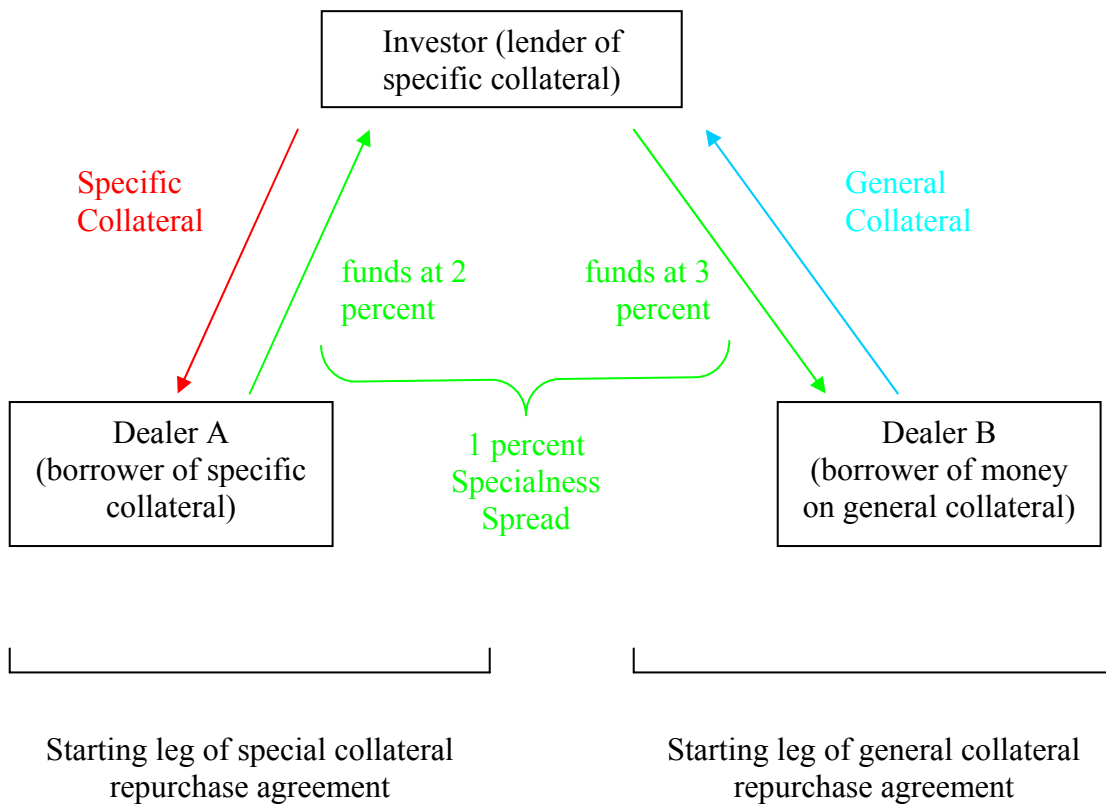 Investor (lender of
specific collateral)
Specific
Collateral
General
Collateral
funds at 2
percent
funds at 3
percent
Dealer A
(borrower of specific
collateral)
1 percent
Specialness
Spread
Dealer B
(borrower of money
on general collateral)
Starting leg of special collateral
repurchase agreement
Starting leg of general collateral
repurchase agreement